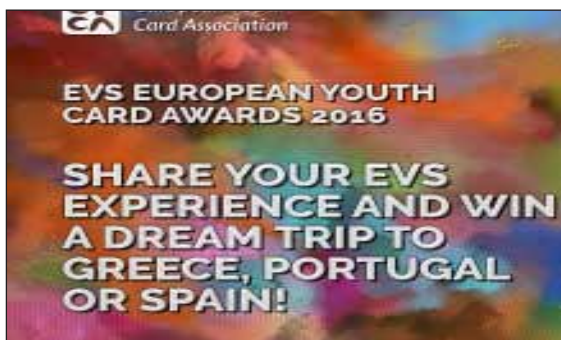 Card Association
EVS EUROPEAN YOUTH
CARD AWARDS 2016
SHARE YOUR EVS
EXPERIENCE AND WIN
A DREAM TRIP TO
GREECE, PORTUGAL
OR SPAIN!